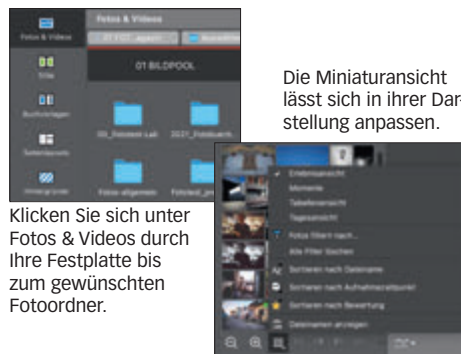 Fotos & Videos
Fotos & Videos
01 BILDPOOL
Titel
Buchvorlagen
Seitenlayouts
Hintergründe
Fotos allgemein
Die Miniaturansicht
lässt sich in ihrer Dar-
stellung anpassen.
Klicken Sie sich unter
Fotos & Videos durch
Ihre Festplatte bis
zum gewünschten
Fotoordner.
Erlebnisansicht
Momente
Tabellenansicht
Tagesansicht
Fotos filtern nach...
Alle Filter löschen
Sortieren nach Dateiname
Sortieren nach Aufnahmezeitpunkt
Sortieren nach Bewertung
Dateinamen anzeigen